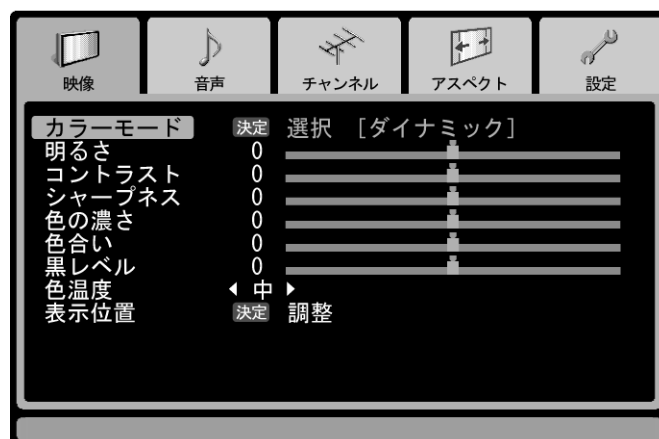 映像 音声 チャンネル アスペクト 設定
カラーモード 決定 選択 [ダイナミック]
明るさ 0
コントラスト 0
シャープネス 0
色の濃さ 0
色合い 0
黒レベル 0
色温度 中
表示位置 決定 調整